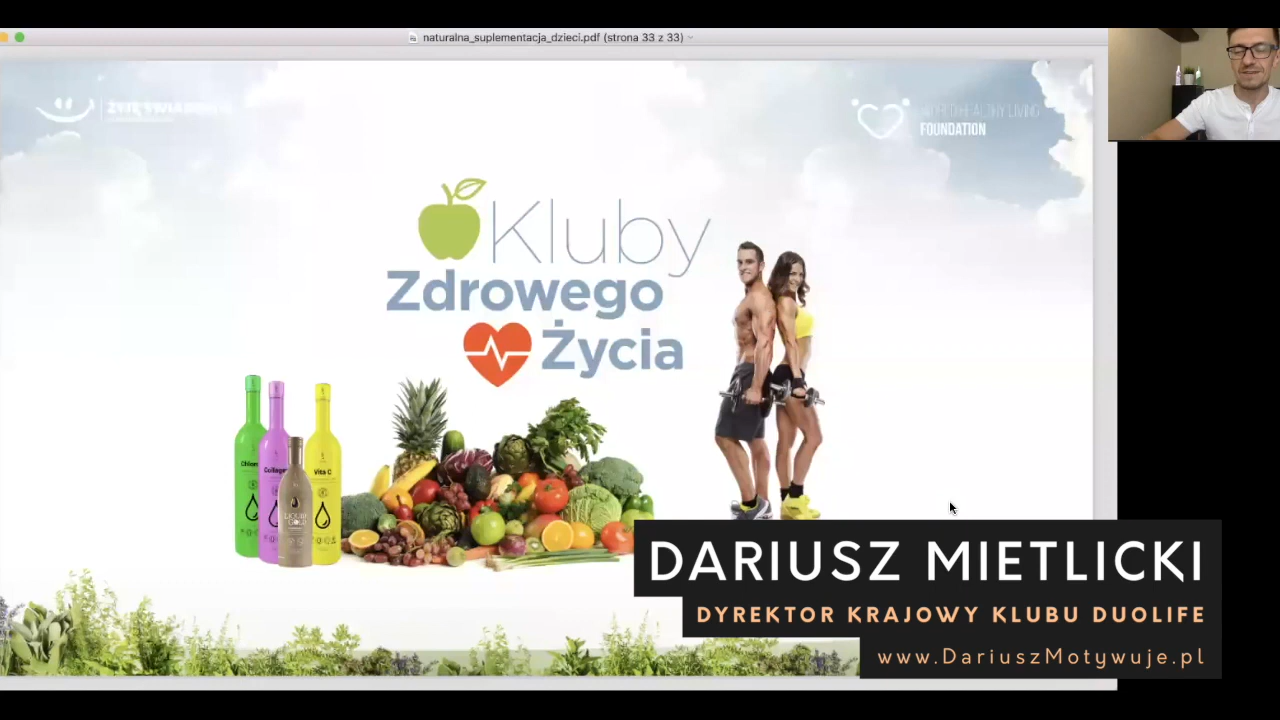 naturalna_suplementacja_dzieci.pdf (strona 33 z 33)
FOUNDATION
Kluby
Zdrowego
Życia
Vita C
DARIUSZ MIETLICKI
DYREKTOR KRAJOWY KLUBU DUOLIFE
www.DariuszMotywuje.pl